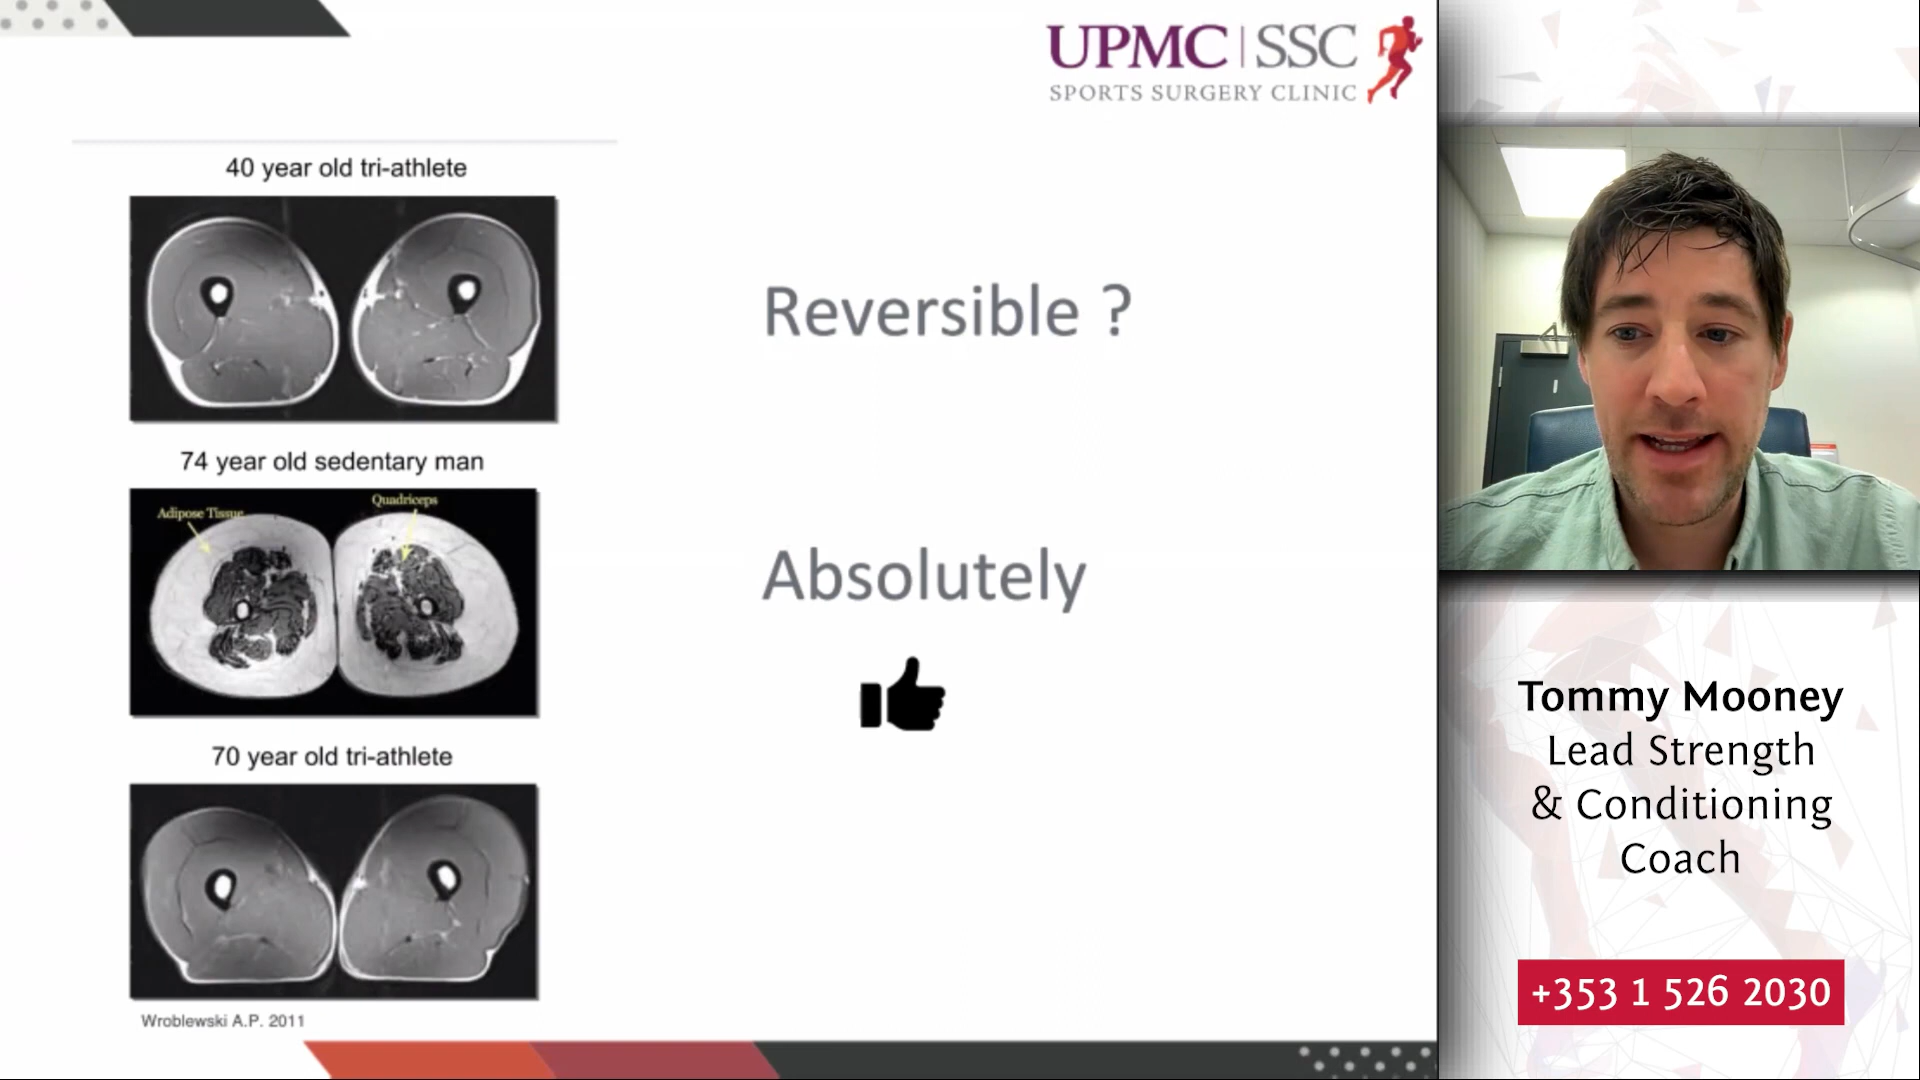 UPMC | SSC
SPORTS SURGERY CLINIC
40 year old tri-athlete
74 year old sedentary man
Adipose Tissue
Quadriceps
70 year old tri-athlete
Wroblewski A.P. 2011
Reversible ?
Absolutely
Tommy Mooney
Lead Strength
& Conditioning
Coach
+353 1 526 2030